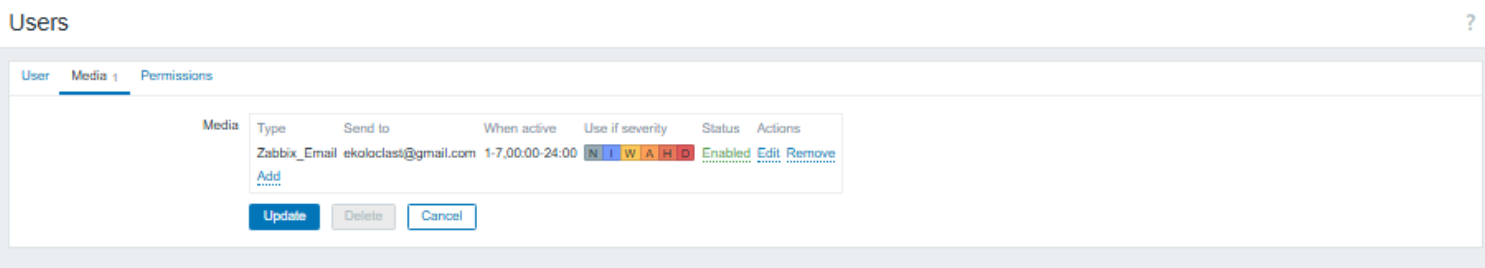 Users ?
User Media 1 Permissions
Media Type Send to When active Use if severity Status Actions
Zabbix_Email ekoloclast@gmail.com 1-7,00:00-24:00 N I W A H D Enabled Edit Remove
Add
Update Delete Cancel